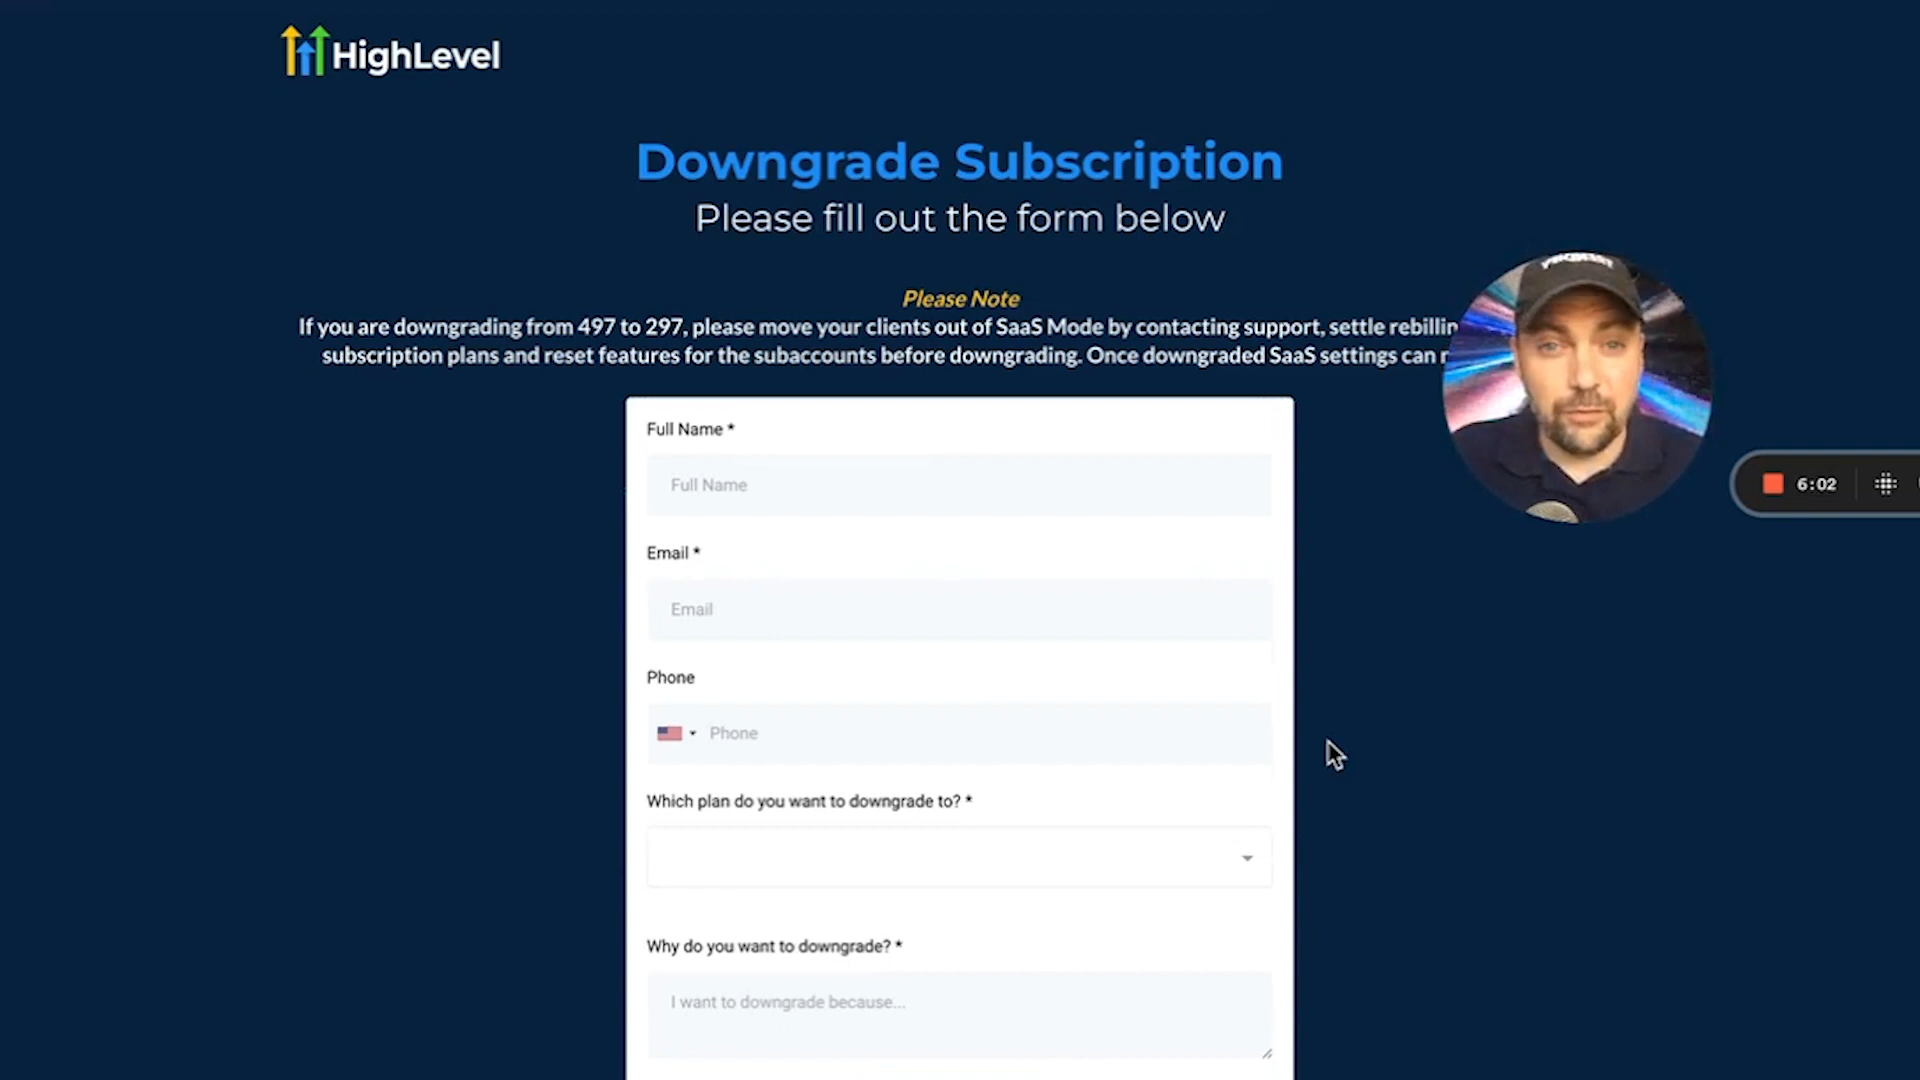 HighLevel
Downgrade Subscription
Please fill out the form below
Please Note
If you are downgrading from 497 to 297, please move your clients out of SaaS Mode by contacting support, settle
subscription plans and reset features for the subaccounts before downgrading. Once downgraded SaaS settings can
Full Name *
Full Name
Email *
Email
6:02
Phone
Phone
Which plan do you want to downgrade to? *
Why do you want to downgrade? *
I want to downgrade because...